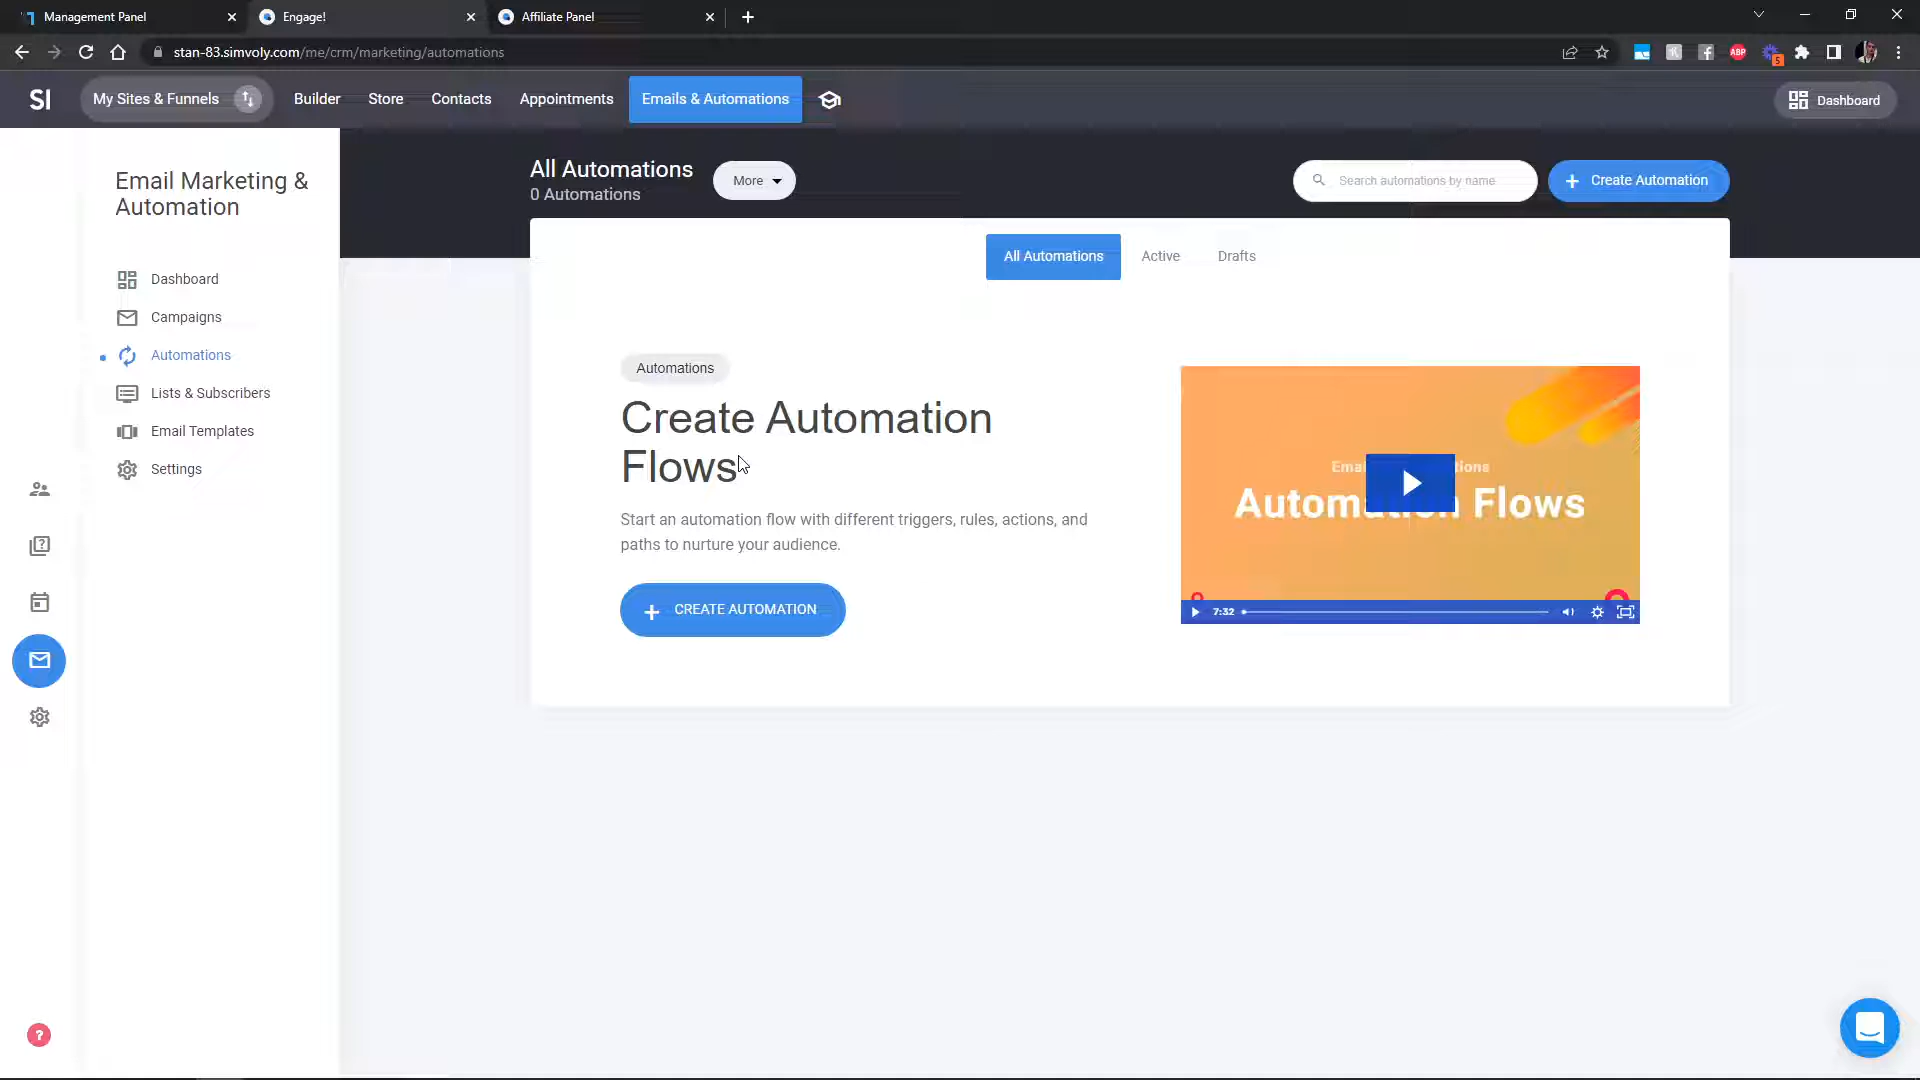 Management Panel
Engage!
Affiliate Panel
stan-83.simvoly.com/me/crm/marketing/automations
ABP
5
SI
My Sites & Funnels
Builder
Store
Contacts
Appointments
Emails & Automations
Dashboard
Email Marketing &
Automation
Dashboard
Campaigns
Automations
Lists & Subscribers
Email Templates
Settings
?
All Automations
0 Automations
More
Search automations by name
+ Create Automation
All Automations
Active
Drafts
Automations
Create Automation
Flows
Start an automation flow with different triggers, rules, actions, and
paths to nurture your audience.
+ CREATE AUTOMATION
Flows
7:32